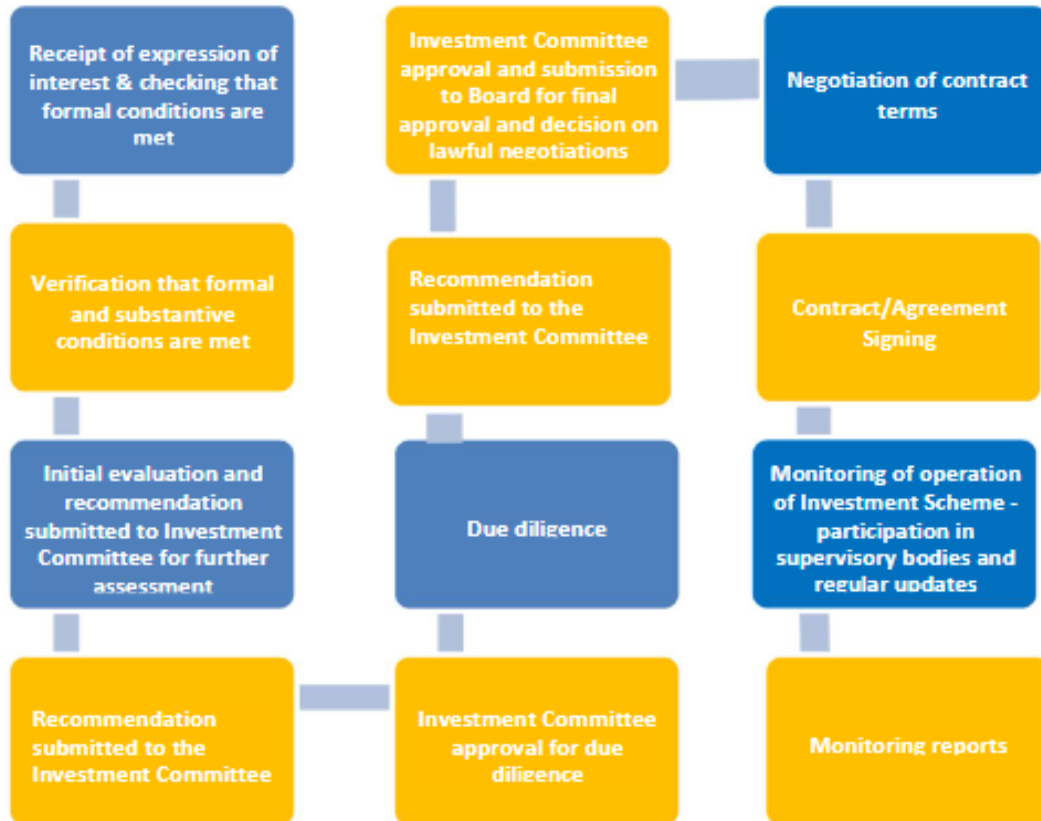 Receipt of expression of
interest & checking that
formal conditions are
met
Verification that formal
and substantive
conditions are met
Initial evaluation and
recommendation
submitted to Investment
Committee for further
assessment
Recommendation
submitted to the
Investment Committee
Investment Committee
approval for due
diligence
Due diligence
Recommendation
submitted to the
Investment Committee
Investment Committee
approval and submission
to Board for final
approval and decision on
lawful negotiations
Negotiation of contract
terms
Contract/Agreement
Signing
Monitoring of operation
of Investment Scheme -
participation in
supervisory bodies and
regular updates
Monitoring reports